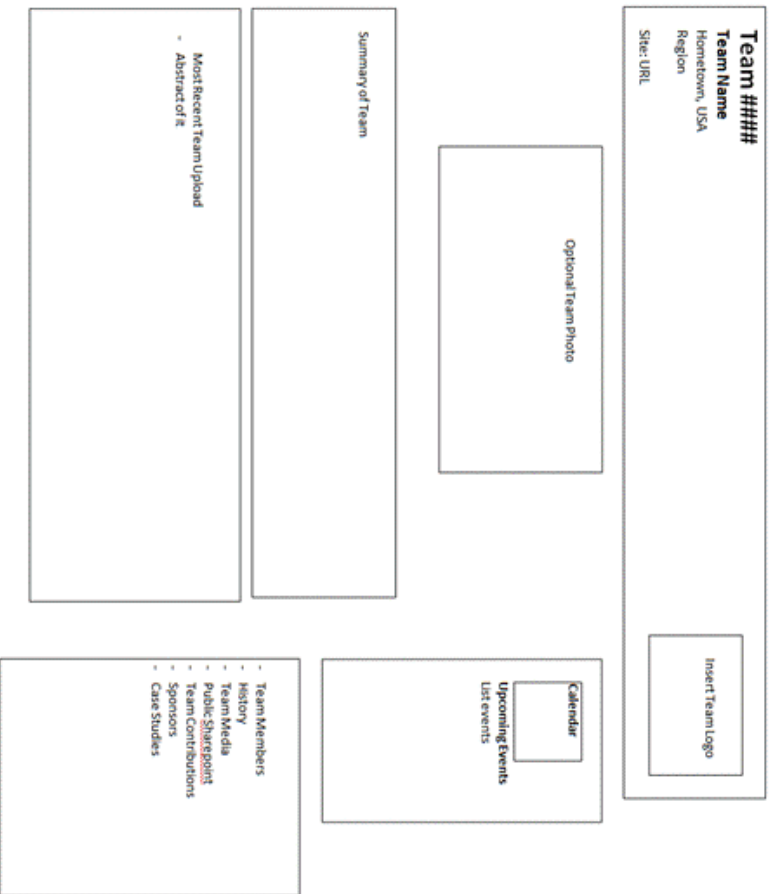 Team ####
Team Name
Hometown, USA
Region
Site: URL
Insert Team Logo
Optional Team Photo
Calendar
Upcoming Events
List events
Summary of Team
Most Recent Team Upload
- Abstract of it
- Team Members
- History
- Team Media
- Public Sharepoint
- Team Contributions
- Sponsors
- Case Studies